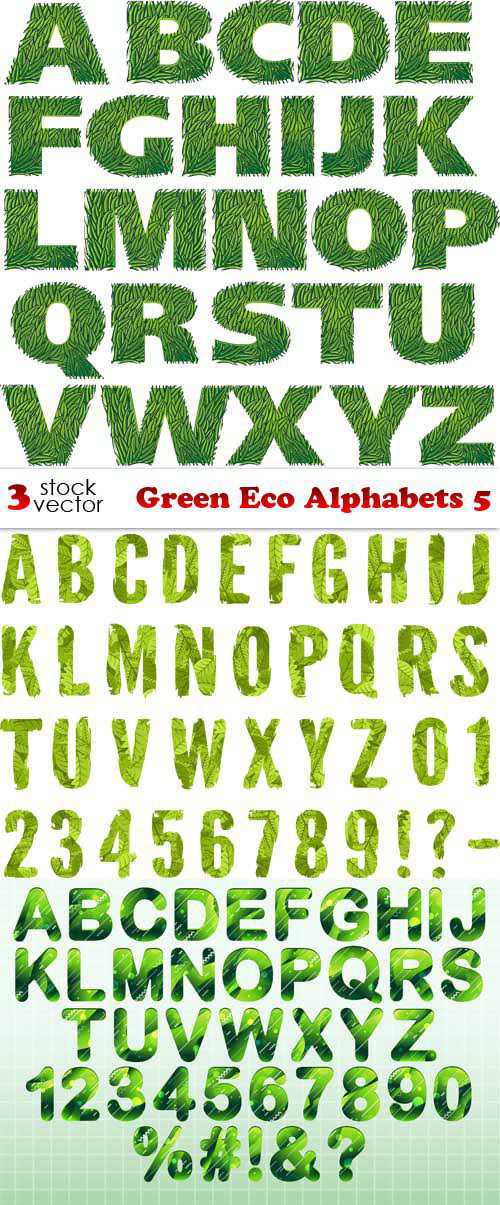 A BCDE
FGHIJK
LMNOP
QRSTU
VWXYZ
3 stock vector Green Eco Alphabets 5
ABCDEFGHIJ
KLMNOPQRS
TUVWXYZ01
23456789!?-
ABCDEFGHIJ
KLMNOPQRS
TUVWXYZ
1234567890
%#!&?